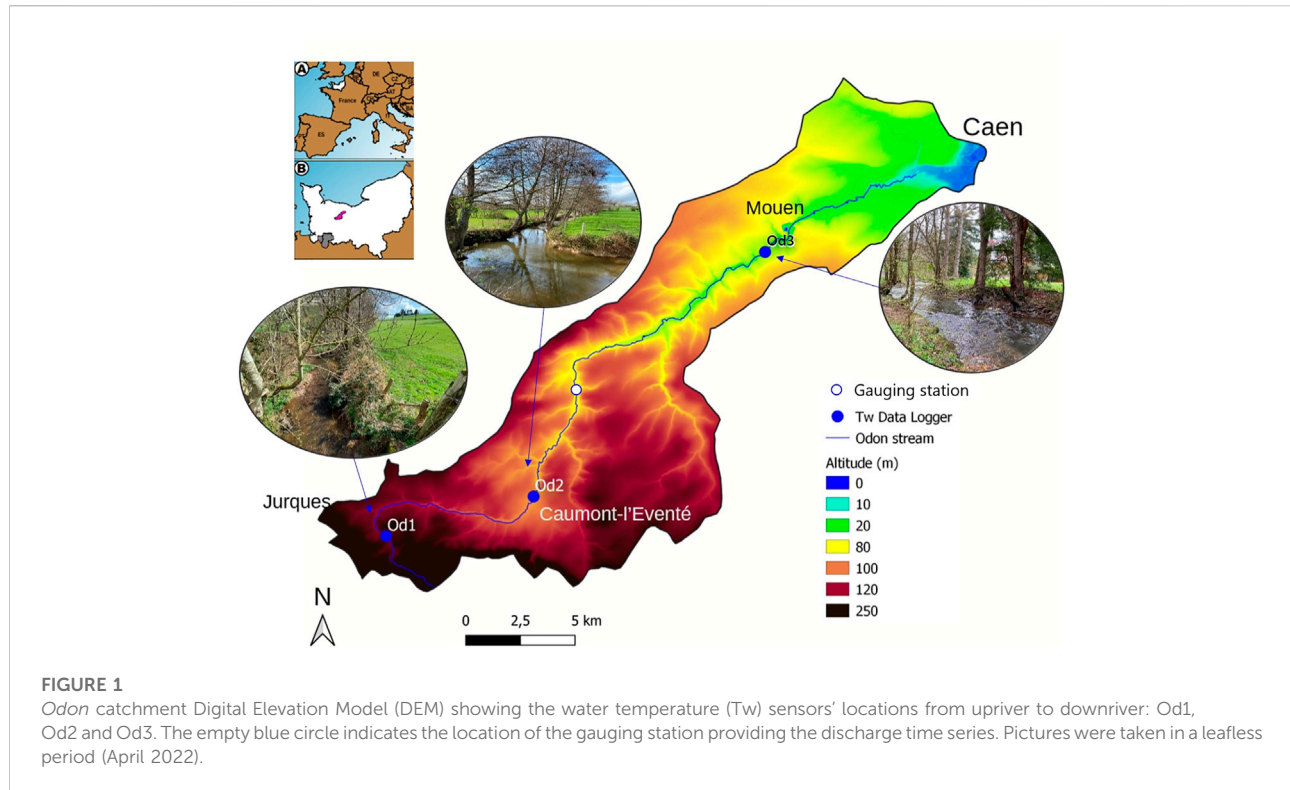 A
DE
CZ
AT
France
ES
B
Caen
Mouen
Od3
Gauging station
Tw Data Logger
Odon stream
Altitude (m)
0
10
20
80
100
120
250
Jurques
Od1
Od2
Caumont-l'Eventé
N
0 2,5 5 km
FIGURE 1
Odon catchment Digital Elevation Model (DEM) showing the water temperature (Tw) sensors' locations from upriver to downriver: Od1,
Od2 and Od3. The empty blue circle indicates the location of the gauging station providing the discharge time series. Pictures were taken in a leafless
period (April 2022).